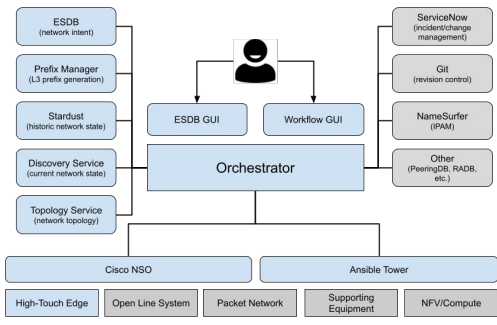 ESDB
(network intent)
Prefix Manager
(L3 prefix generation)
Stardust
(historic network state)
Discovery Service
(current network state)
Topology Service
(network topology)
ESDB GUI
Workflow GUI
Orchestrator
ServiceNow
(incident/change
management)
Git
(revision control)
NameSurfer
(IPAM)
Other
(PeeringDB, RADB,
etc.)
Cisco NSO
Ansible Tower
High-Touch Edge
Open Line System
Packet Network
Supporting
Equipment
NFV/Compute